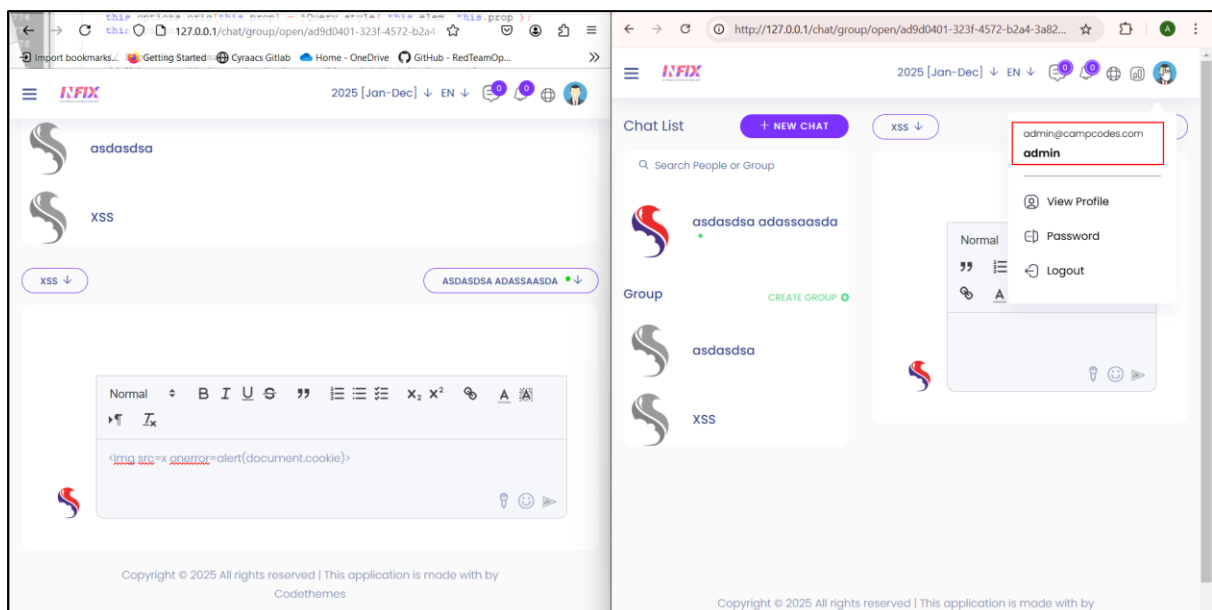 this.options.orig[this.prop] = jQuery.style( this.elem, this.prop );
127.0.0.1/chat/group/open/ad9d0401-323f-4572-b2a4
Import bookmarks... Getting Started Cyraacs Gitlab Home - OneDrive GitHub - RedTeamOp...
INFIX 2025 [Jan-Dec] EN 0 0
asdasdsa
XSS
XSS ASDASDSA ADASSAASDA
Normal B I U S x₂ x² A A
Tx
<img src=x onerror=alert(document.cookie)>
Copyright © 2025 All rights reserved | This application is made with by
Codethemes
http://127.0.0.1/chat/group/open/ad9d0401-323f-4572-b2a4-3a82... A
INFIX 2025 [Jan-Dec] EN 0 0
Chat List + NEW CHAT XSS
admin@campcodes.com
admin
Search People or Group
View Profile
asdasdsa adassaasda
Password
Normal
Logout
Group CREATE GROUP
A
asdasdsa
XSS
Copyright © 2025 All rights reserved | This application is made with by